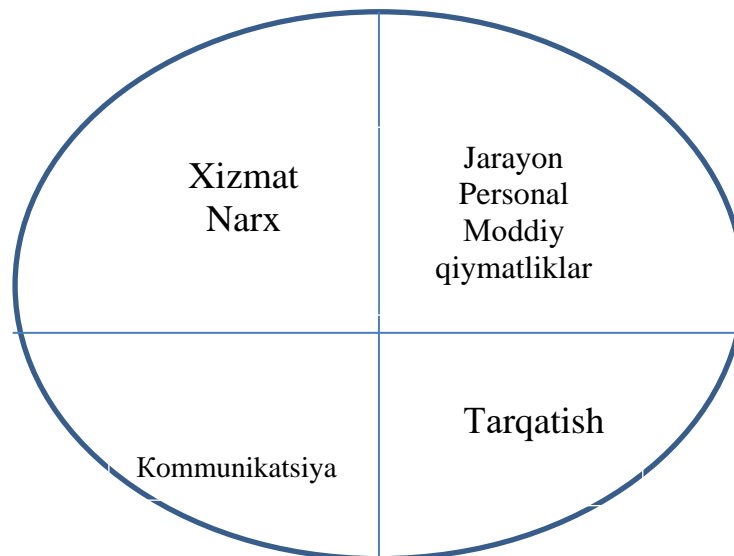 Xizmat
Narx
Jarayon
Personal
Moddiy
qiymatliklar
Kommunikatsiya
Tarqatish